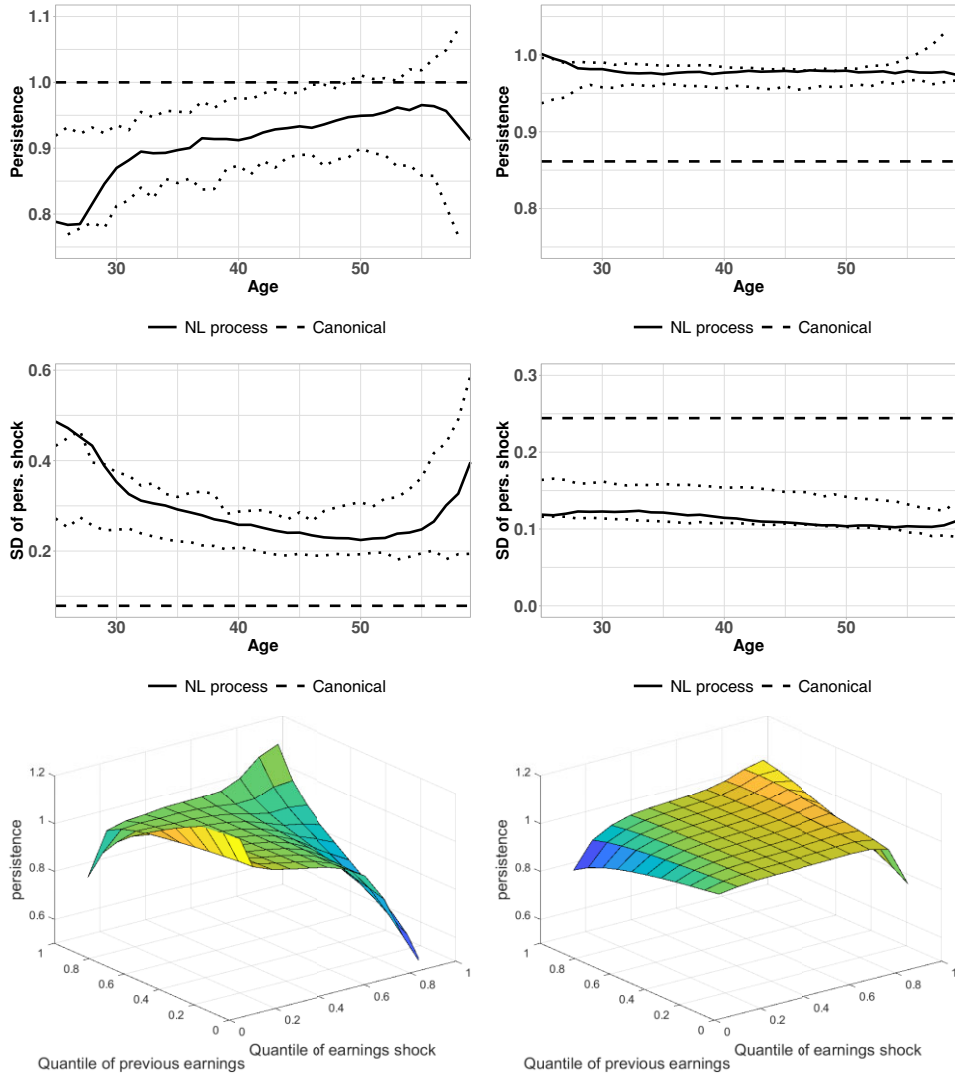 1.1
1.0
0.9
0.8
Persistence
30 40 50
Age
NL process Canonical
1.0
0.9
0.8
Persistence
30 40 50
Age
NL process Canonical
0.6
0.4
0.2
SD of pers. shock
30 40 50
Age
NL process Canonical
0.3
0.2
0.1
0.0
SD of pers. shock
30 40 50
Age
NL process Canonical
1.2
1
0.8
0.6
persistence
1
0.8
0.6
0.4
0.2
0
Quantile of previous earnings
0
0.2
0.4
0.6
0.8
1
Quantile of earnings shock
1.2
1
0.8
0.6
persistence
1
0.8
0.6
0.4
0.2
0
Quantile of previous earnings
0
0.2
0.4
0.6
0.8
1
Quantile of earnings shock